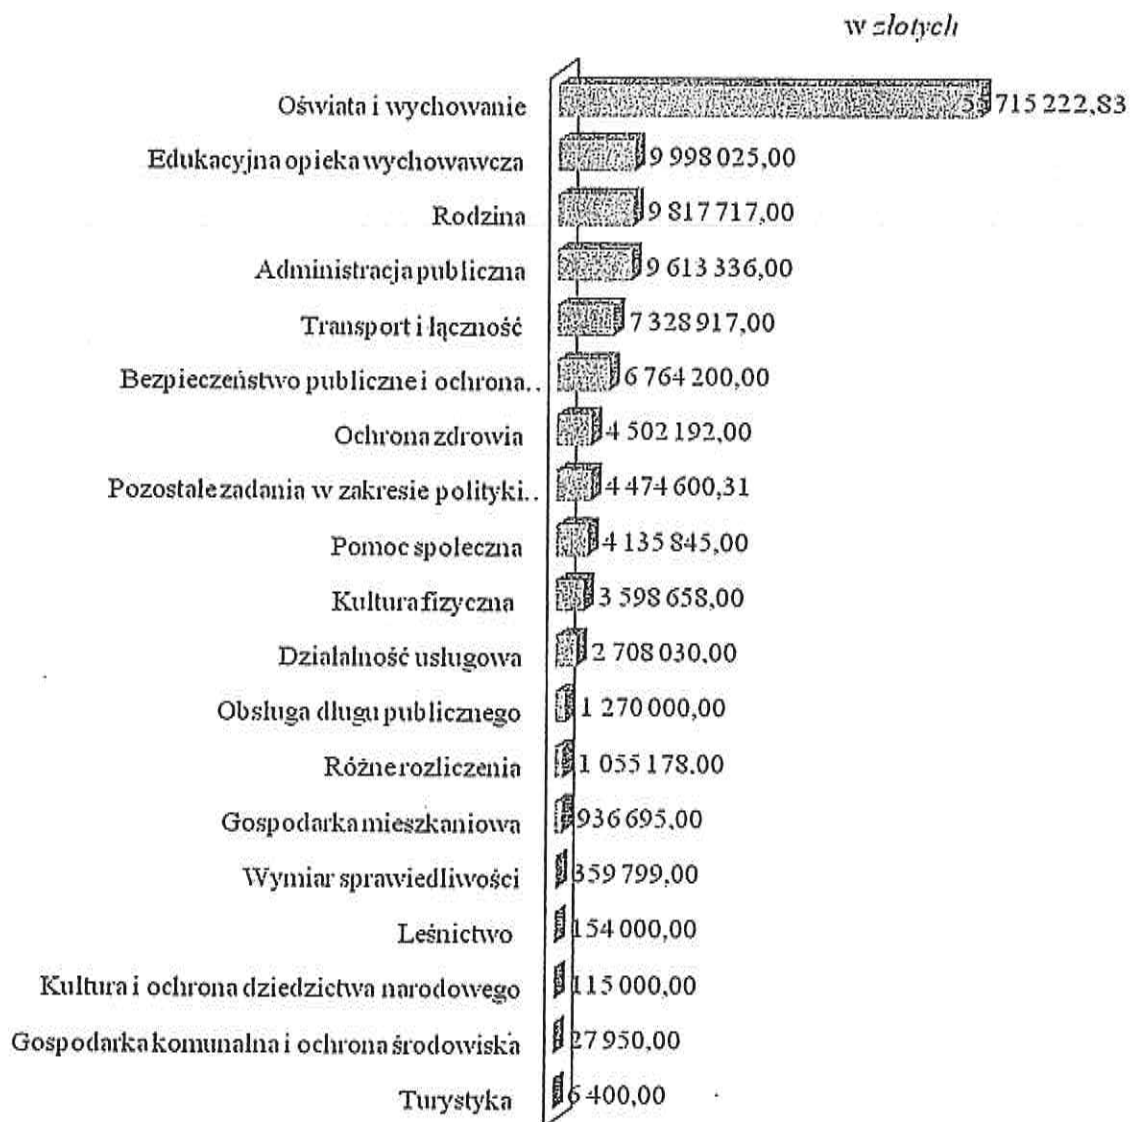 w złotych
Oświata i wychowanie 715 222,83
Edukacyjna opieka wychowawcza 9 998 025,00
Rodzina 9 817 717,00
Administracja publiczna 9 613 336,00
Transport i łączność 7 328 917,00
Bezpieczeństwo publiczne i ochrona.. 6 764 200,00
Ochrona zdrowia 4 502 192,00
Pozostałe zadania w zakresie polityki.. 4 474 600,31
Pomoc społeczna 4 135 845,00
Kultura fizyczna 3 598 658,00
Działalność usługowa 2 708 030,00
Obsługa długu publicznego 1 270 000,00
Różne rozliczenia 1 055 178,00
Gospodarka mieszkaniowa 936 695,00
Wymiar sprawiedliwości 359 799,00
Leśnictwo 154 000,00
Kultura i ochrona dziedzictwa narodowego 115 000,00
Gospodarka komunalna i ochrona środowiska 27 950,00
Turystyka 6 400,00